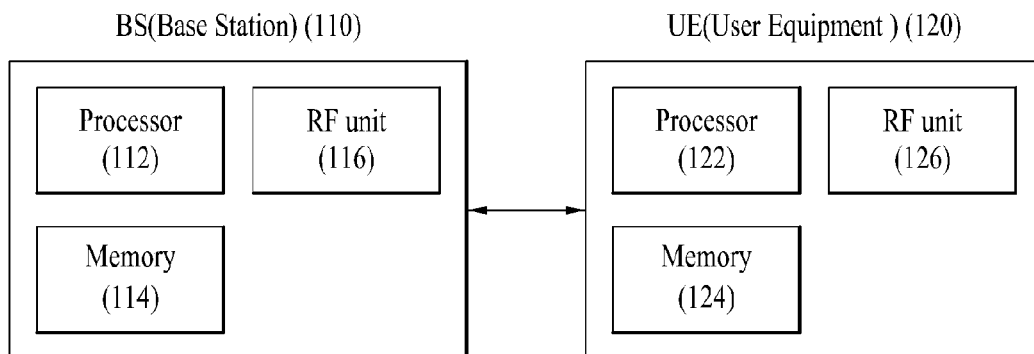 BS(Base Station) (110)
Processor
(112)
RF unit
(116)
Memory
(114)
UE(User Equipment ) (120)
Processor
(122)
RF unit
(126)
Memory
(124)